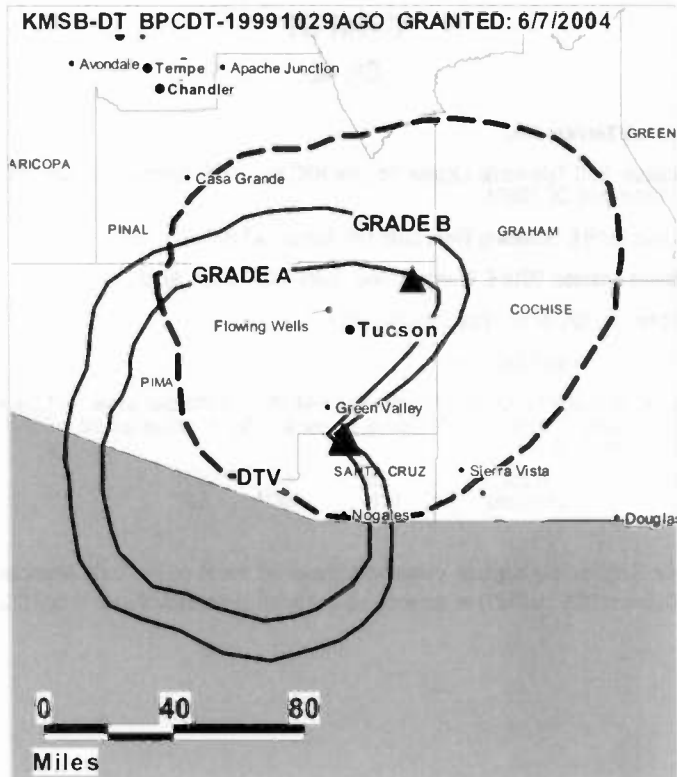 KMSB-DT BPCDT-19991029AGO GRANTED: 6/7/2004
Avondale
Tempe
Apache Junction
Chandler
GREEN
ARICOPA
Casa Grande
PINAL
GRADE B
GRAHAM
GRADE A
COCHISE
Flowing Wells
Tucson
PIMA
Green Valley
DTV
SANTA CRUZ
Sierra Vista
Nogales
Douglas
0 40 80
Miles